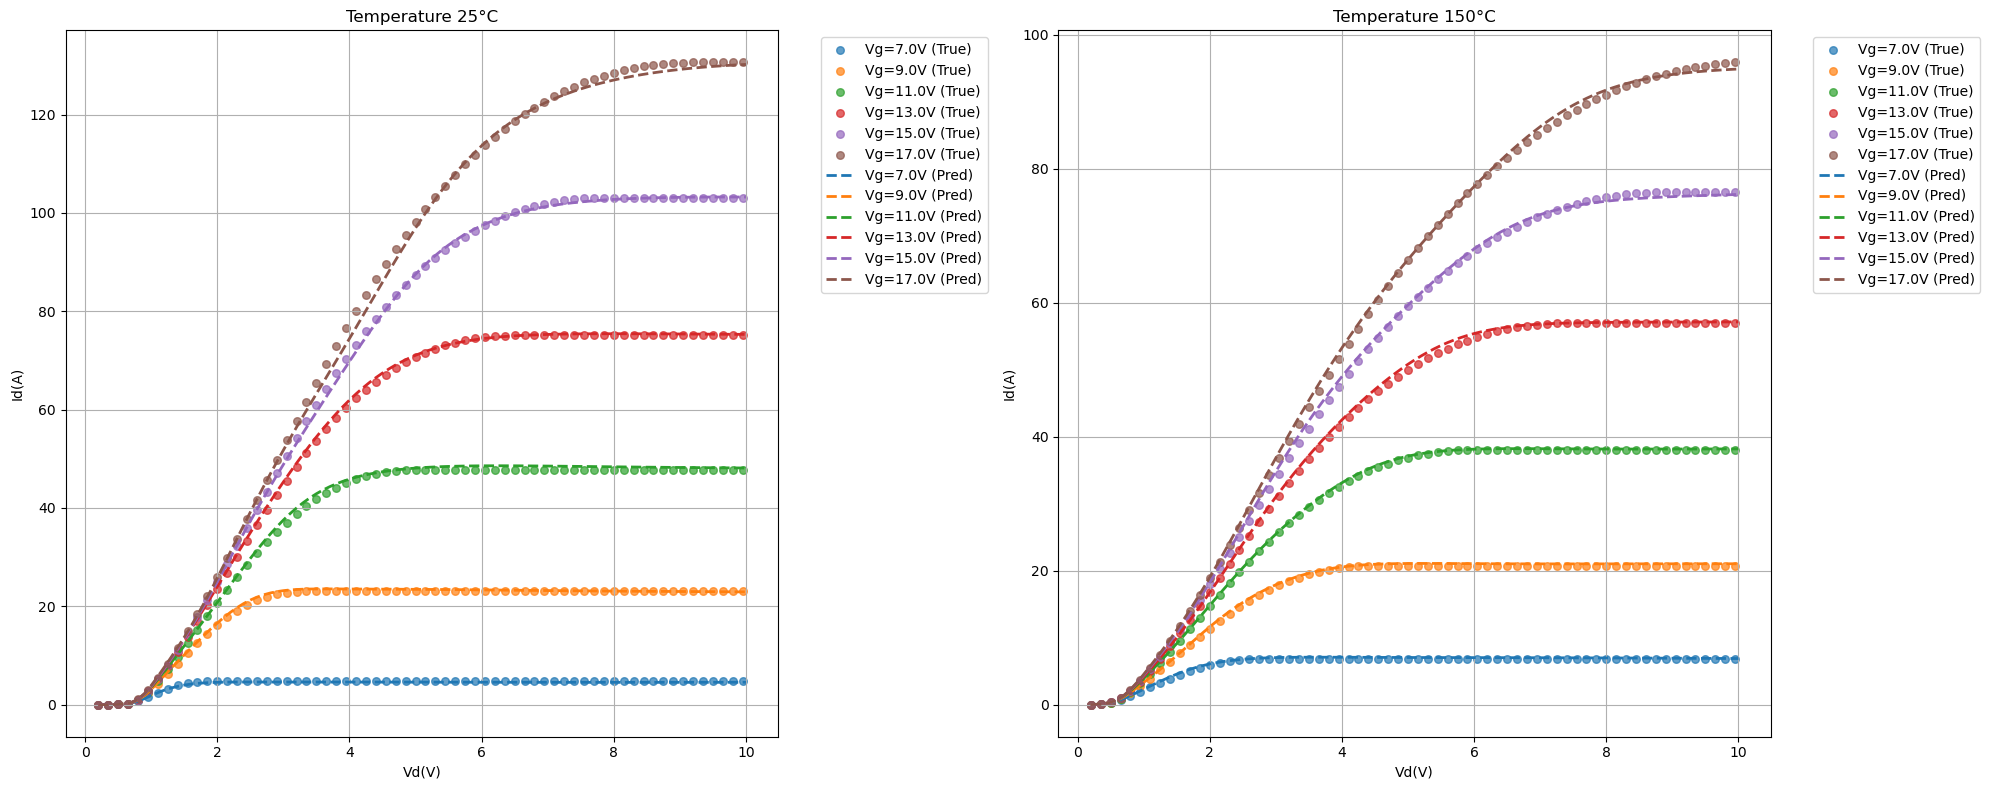 Temperature 25°C
Id(A)
120
100
80
60
40
20
0
0 2 4 6 8 10
Vd(V)
Vg=7.0V (True)
Vg=9.0V (True)
Vg=11.0V (True)
Vg=13.0V (True)
Vg=15.0V (True)
Vg=17.0V (True)
Vg=7.0V (Pred)
Vg=9.0V (Pred)
Vg=11.0V (Pred)
Vg=13.0V (Pred)
Vg=15.0V (Pred)
Vg=17.0V (Pred)
Temperature 150°C
Id(A)
100
80
60
40
20
0
0 2 4 6 8 10
Vd(V)
Vg=7.0V (True)
Vg=9.0V (True)
Vg=11.0V (True)
Vg=13.0V (True)
Vg=15.0V (True)
Vg=17.0V (True)
Vg=7.0V (Pred)
Vg=9.0V (Pred)
Vg=11.0V (Pred)
Vg=13.0V (Pred)
Vg=15.0V (Pred)
Vg=17.0V (Pred)